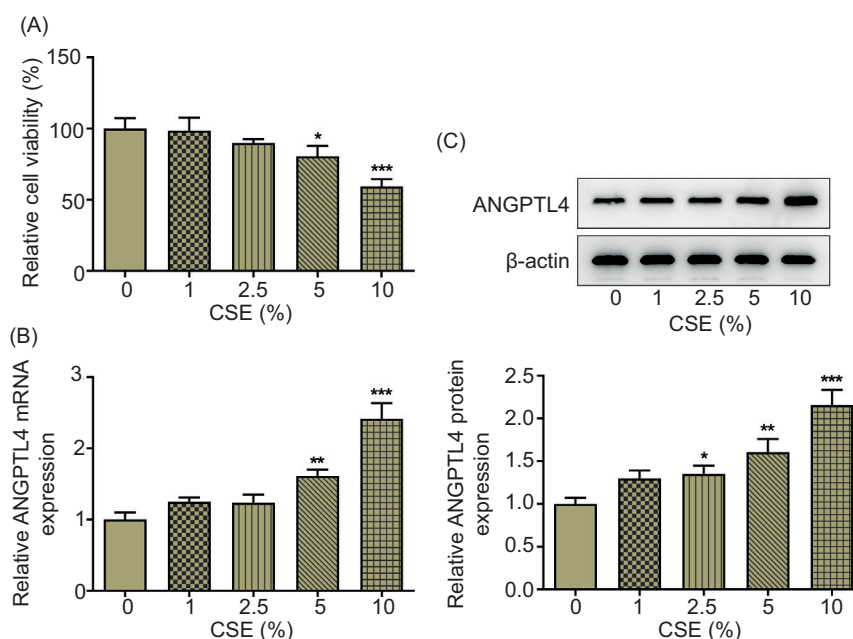 (A)
Relative cell viability (%)
150
100
50
0
*
***
0 1 2.5 5 10
CSE (%)
(B)
Relative ANGPTL4 mRNA
expression
3
2
1
0
**
***
0 1 2.5 5 10
CSE (%)
(C)
ANGPTL4
β-actin
0 1 2.5 5 10
CSE (%)
Relative ANGPTL4 protein
expression
2.5
2.0
1.5
1.0
0.5
0.0
*
**
***
0 1 2.5 5 10
CSE (%)